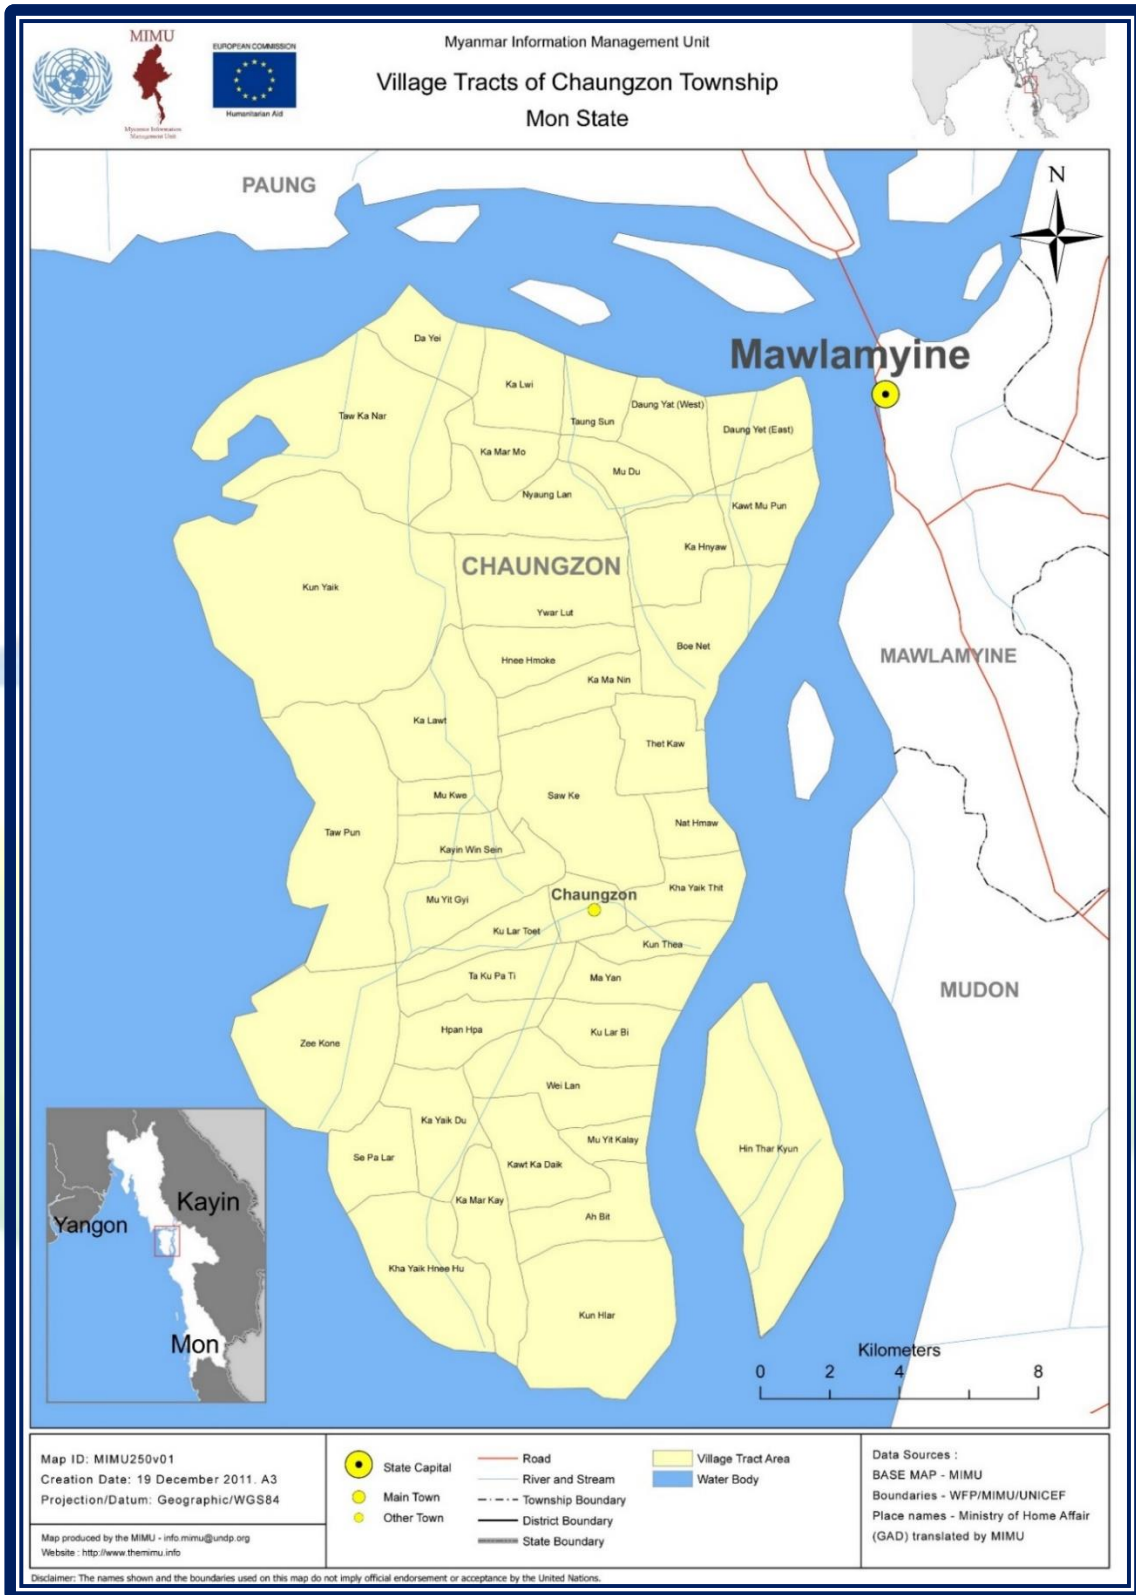 MIMU
Myanmar Information
Management Unit
EUROPEAN COMMISSION
Humanitarian Aid
Myanmar Information Management Unit
Village Tracts of Chaungzon Township
Mon State
PAUNG
N
Da Yei
Mawlamyine
Ka Lwi
Taw Ka Nar
Daung Yat (West)
Taung Sun
Daung Yet (East)
Ka Mar Mo
Mu Du
Nyaung Lan
Kawt Mu Pun
Ka Hnyaw
CHAUNGZON
Kun Yaik
Ywar Lut
Boe Net
MAWLAMYINE
Hnee Hmoke
Ka Ma Nin
Ka Lawt
Thet Kaw
Mu Kwe
Saw Ke
Nat Hmaw
Taw Pun
Kayin Win Sein
Kha Yaik Thit
Chaungzon
Mu Yit Gyi
Ku Lar Toet
Kun Thea
Ta Ku Pa Ti
Ma Yan
MUDON
Hpan Hpa
Ku Lar Bi
Zee Kone
Wei Lan
Ka Yaik Du
Mu Yit Kalay
Hin Thar Kyun
Se Pa Lar
Kawt Ka Daik
Ka Mar Kay
Ah Bit
Kha Yaik Hnee Hu
Kun Hlar
Kayin
Yangon
Mon
Kilometers
0 2 4 8
Map ID: MIMU250v01
Creation Date: 19 December 2011. A3
Projection/Datum: Geographic/WGS84
Map produced by the MIMU - info.mimu@undp.org
Website : http://www.themimu.info
State Capital
Main Town
Other Town
Road
River and Stream
Township Boundary
District Boundary
State Boundary
Village Tract Area
Water Body
Data Sources :
BASE MAP - MIMU
Boundaries - WFP/MIMU/UNICEF
Place names - Ministry of Home Affair
(GAD) translated by MIMU
Disclaimer: The names shown and the boundaries used on this map do not imply official endorsement or acceptance by the United Nations.